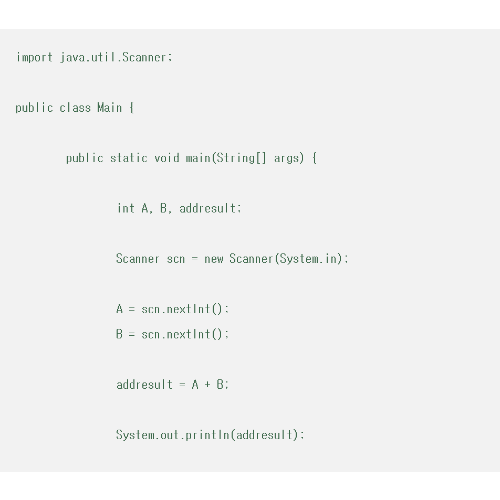 import java.util.Scanner;
public class Main {
public static void main(String[] args) {
int A, B, addresult;
Scanner scn = new Scanner(System.in);
A = scn.nextInt();
B = scn.nextInt();
addresult = A + B;
System.out.println(addresult);